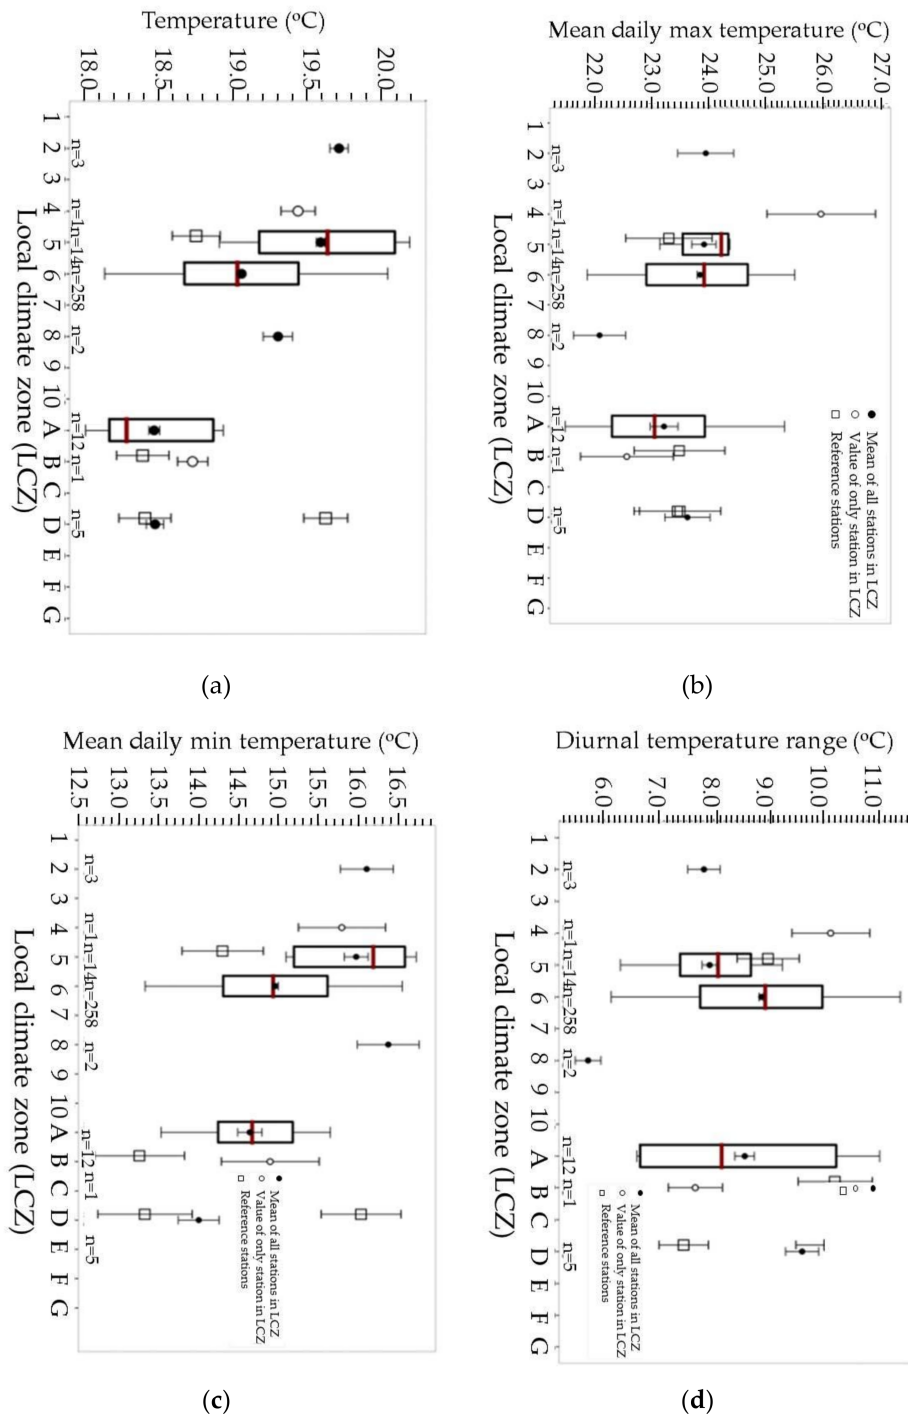 Temperature (ºC)
18.0
18.5
19.0
19.5
20.0
1
2
3
4
5
6
7
8
9
10
A
B
C
D
E
F
G
n=3
n=1
n=14
n=258
n=2
n=12
n=1
n=5
Local climate zone (LCZ)
(a)
Mean daily max temperature (ºC)
22.0
23.0
24.0
25.0
26.0
27.0
1
2
3
4
5
6
7
8
9
10
A
B
C
D
E
F
G
n=3
n=1
n=14
n=258
n=2
n=12
n=1
n=5
Mean of all stations in LCZ
Value of only station in LCZ
Reference stations
Local climate zone (LCZ)
(b)
Mean daily min temperature (ºC)
12.5
13.0
13.5
14.0
14.5
15.0
15.5
16.0
16.5
1
2
3
4
5
6
7
8
9
10
A
B
C
D
E
F
G
n=3
n=1
n=14
n=258
n=2
n=12
n=1
n=5
Mean of all stations in LCZ
Value of only station in LCZ
Reference stations
Local climate zone (LCZ)
(c)
Diurnal temperature range (ºC)
6.0
7.0
8.0
9.0
10.0
11.0
1
2
3
4
5
6
7
8
9
10
A
B
C
D
E
F
G
n=3
n=1
n=14
n=258
n=2
n=12
n=1
n=5
Mean of all stations in LCZ
Value of only station in LCZ
Reference stations
Local climate zone (LCZ)
(d)